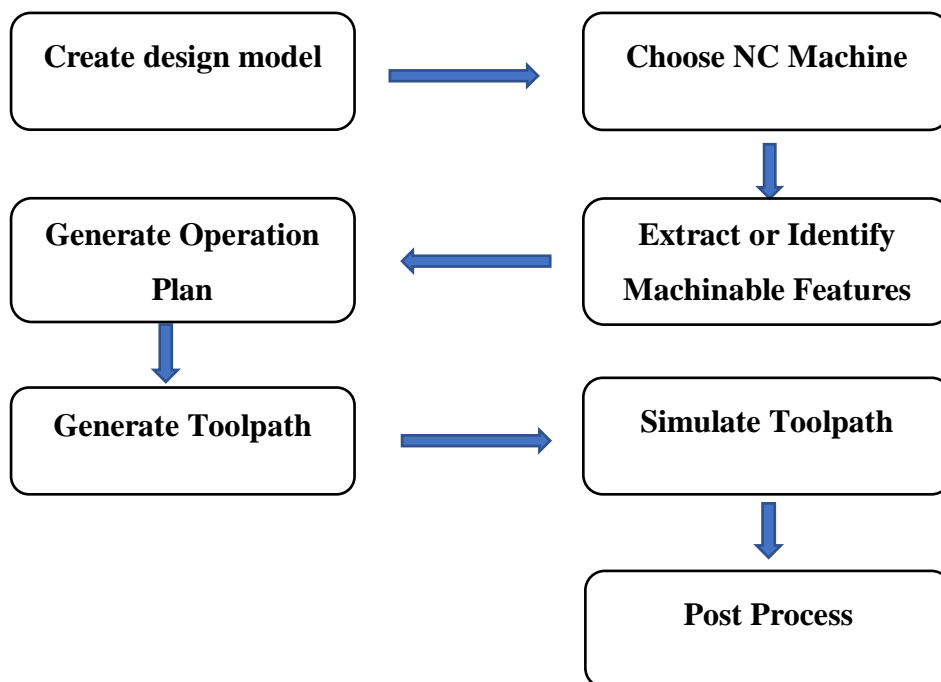 Create design model
Choose NC Machine
Extract or Identify
Machinable Features
Generate Operation
Plan
Generate Toolpath
Simulate Toolpath
Post Process